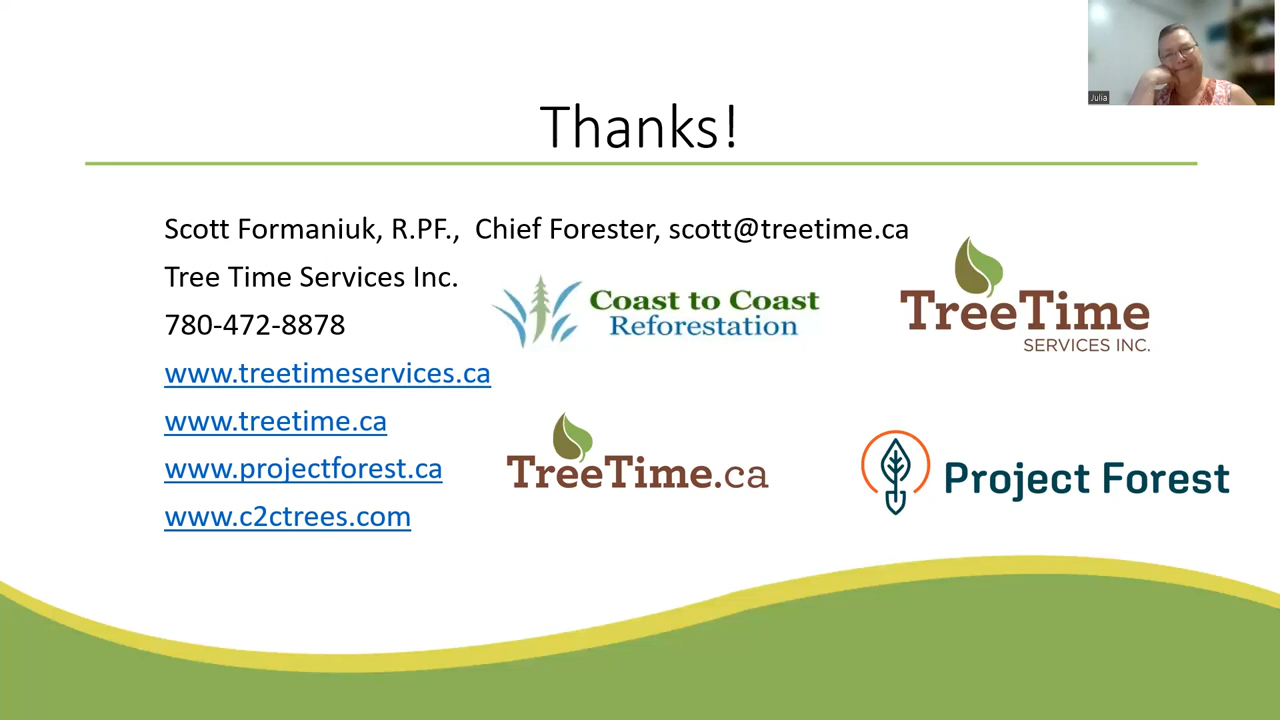 Julia
Thanks!
Scott Formaniuk, R.PF.,  Chief Forester, scott@treetime.ca
Tree Time Services Inc.
780-472-8878
www.treetimeservices.ca
www.treetime.ca
www.projectforest.ca
www.c2ctrees.com
Coast to Coast
Reforestation
TreeTime
SERVICES INC.
TreeTime.ca
Project Forest